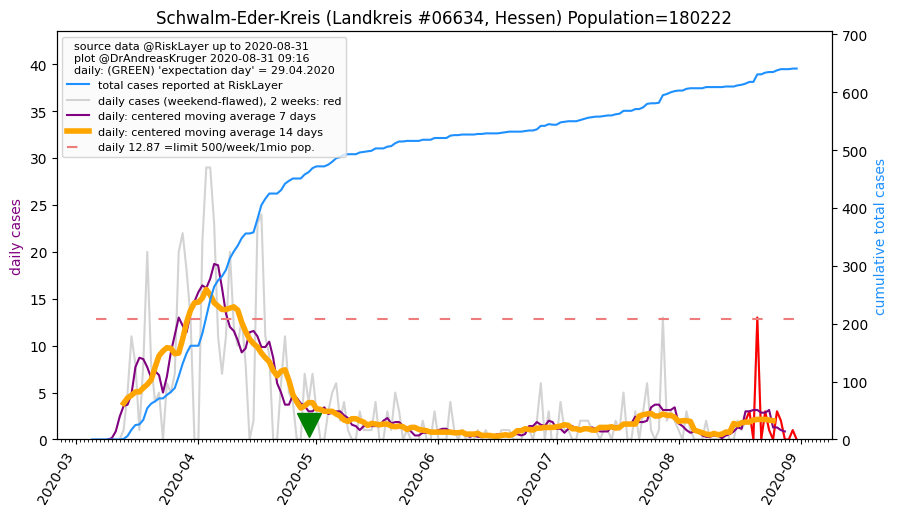 Schwalm-Eder-Kreis (Landkreis #06634, Hessen) Population=180222
source data @RiskLayer up to 2020-08-31
plot @DrAndreasKruger 2020-08-31 09:16
daily: (GREEN) 'expectation day' = 29.04.2020
total cases reported at RiskLayer
daily cases (weekend-flawed), 2 weeks: red
daily: centered moving average 7 days
daily: centered moving average 14 days
daily 12.87 =limit 500/week/1mio pop.
daily cases
40
35
30
25
20
15
10
5
0
cumulative total cases
700
600
500
400
300
200
100
0
2020-03
2020-04
2020-05
2020-06
2020-07
2020-08
2020-09